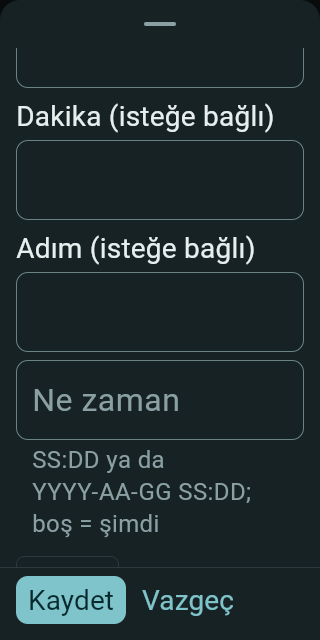 Dakika (isteğe bağlı)
Adım (isteğe bağlı)
Ne zaman
SS:DD ya da
YYYY-AA-GG SS:DD;
boş = şimdi
Kaydet Vazgeç